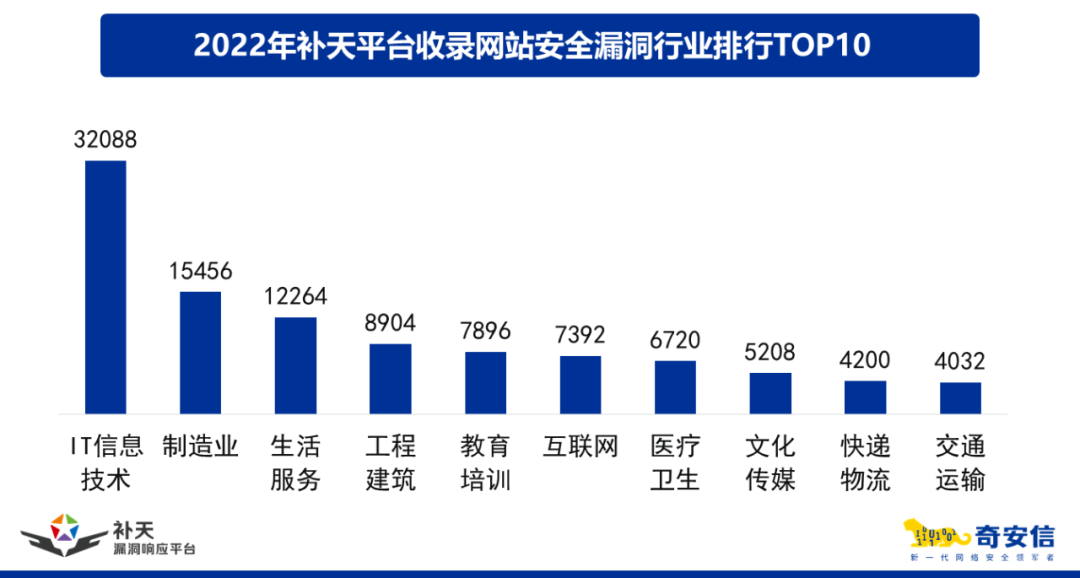 2022年补天平台收录网站安全漏洞行业排行TOP10
32088
15456
12264
8904
7896
7392
6720
5208
4200
4032
IT信息
技术
制造业
生活
服务
工程
建筑
教育
培训
互联网
医疗
卫生
文化
传媒
快递
物流
交通
运输
补天
漏洞响应平台
奇安信
新一代网络安全领军者